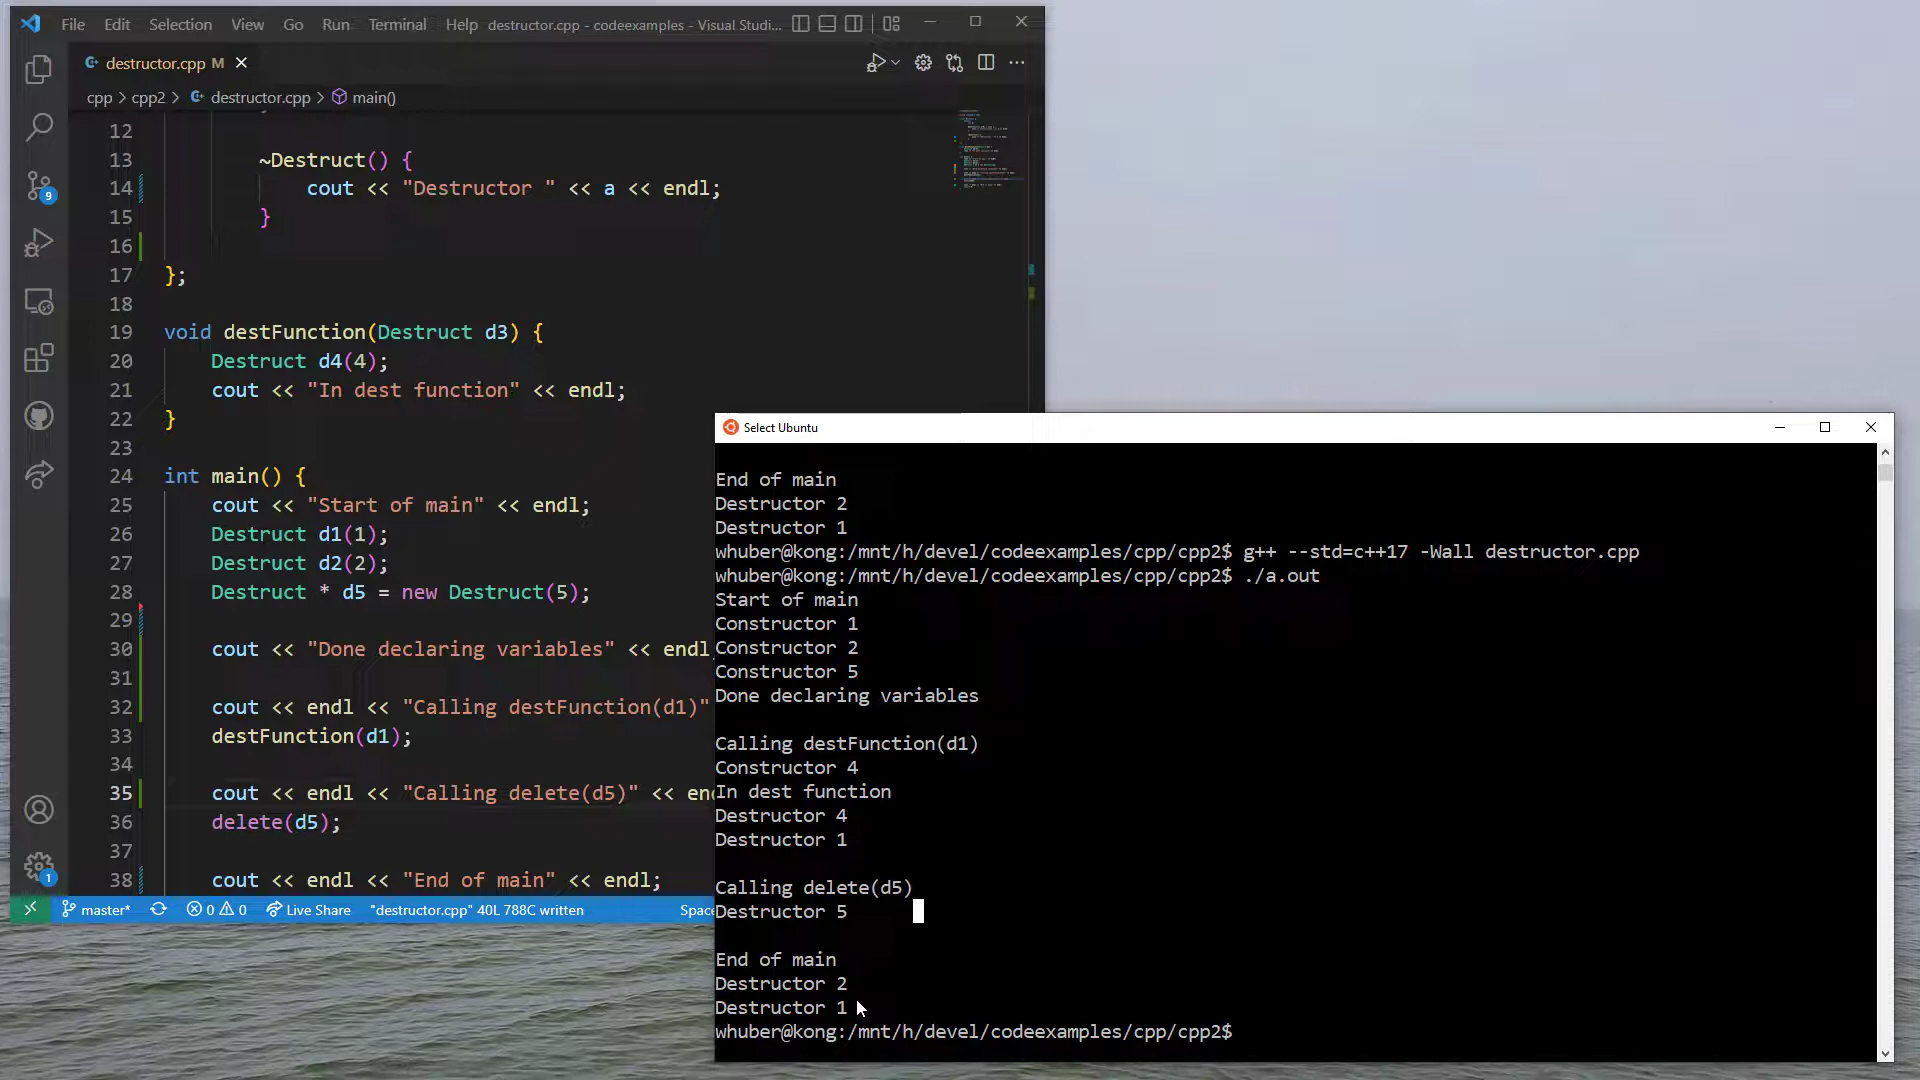 File Edit Selection View Go Run Terminal Help destructor.cpp - codeexamples - Visual Studi...
destructor.cpp M
cpp > cpp2 > destructor.cpp > main()
12
13 ~Destruct() {
14 cout << "Destructor " << a << endl;
15 }
16
17 };
18
19 void destFunction(Destruct d3) {
20 Destruct d4(4);
21 cout << "In dest function" << endl;
22 }
23
24 int main() {
25 cout << "Start of main" << endl;
26 Destruct d1(1);
27 Destruct d2(2);
28 Destruct * d5 = new Destruct(5);
29
30 cout << "Done declaring variables" << endl
31
32 cout << endl << "Calling destFunction(d1)"
33 destFunction(d1);
34
35 cout << endl << "Calling delete(d5)" << en
36 delete(d5);
37
38 cout << endl << "End of main" << endl;
9
1
master* 0 0 Live Share "destructor.cpp" 40L 788C written Space
Select Ubuntu
End of main
Destructor 2
Destructor 1
whuber@kong:/mnt/h/devel/codeexamples/cpp/cpp2$ g++ --std=c++17 -Wall destructor.cpp
whuber@kong:/mnt/h/devel/codeexamples/cpp/cpp2$ ./a.out
Start of main
Constructor 1
Constructor 2
Constructor 5
Done declaring variables
Calling destFunction(d1)
Constructor 4
In dest function
Destructor 4
Destructor 1
Calling delete(d5)
Destructor 5
End of main
Destructor 2
Destructor 1
whuber@kong:/mnt/h/devel/codeexamples/cpp/cpp2$